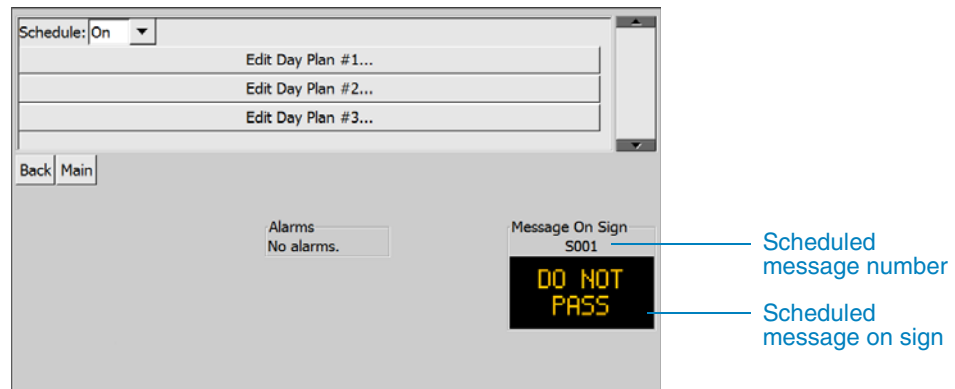 Schedule: On
Edit Day Plan #1...
Edit Day Plan #2...
Edit Day Plan #3...
Back Main
Alarms
No alarms.
Message On Sign
S001
DO NOT
PASS
Scheduled
message number
Scheduled
message on sign